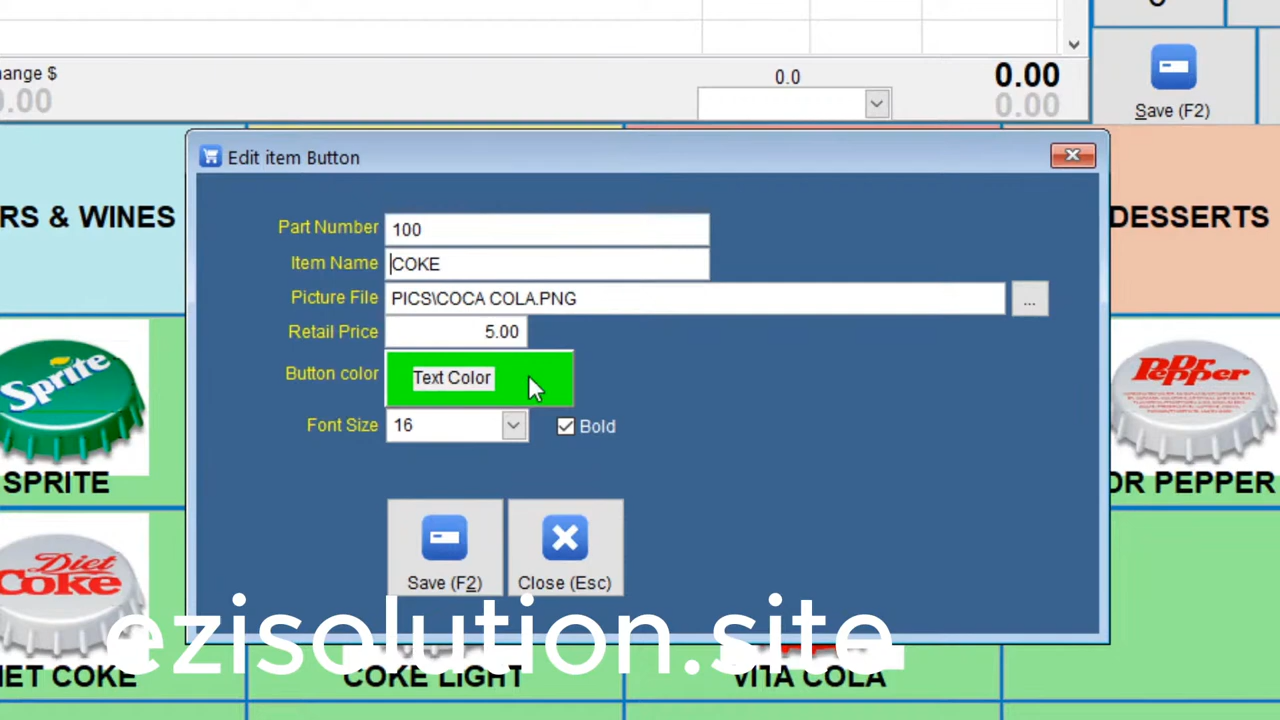 ange $
0.00
0.0
0.00
0.00
Save (F2)
Edit item Button
RS & WINES
DESSERTS
Part Number 100
Item Name COKE
Picture File PICS\COCA COLA.PNG ...
Retail Price 5.00
Button color Text Color
Font Size 16 Bold
Sprite
Dr Pepper
SPRITE
DR PEPPER
Save (F2) Close (Esc)
Diet
Coke
ezisolution.site
IET COKE
COKE LIGHT
VITA COLA